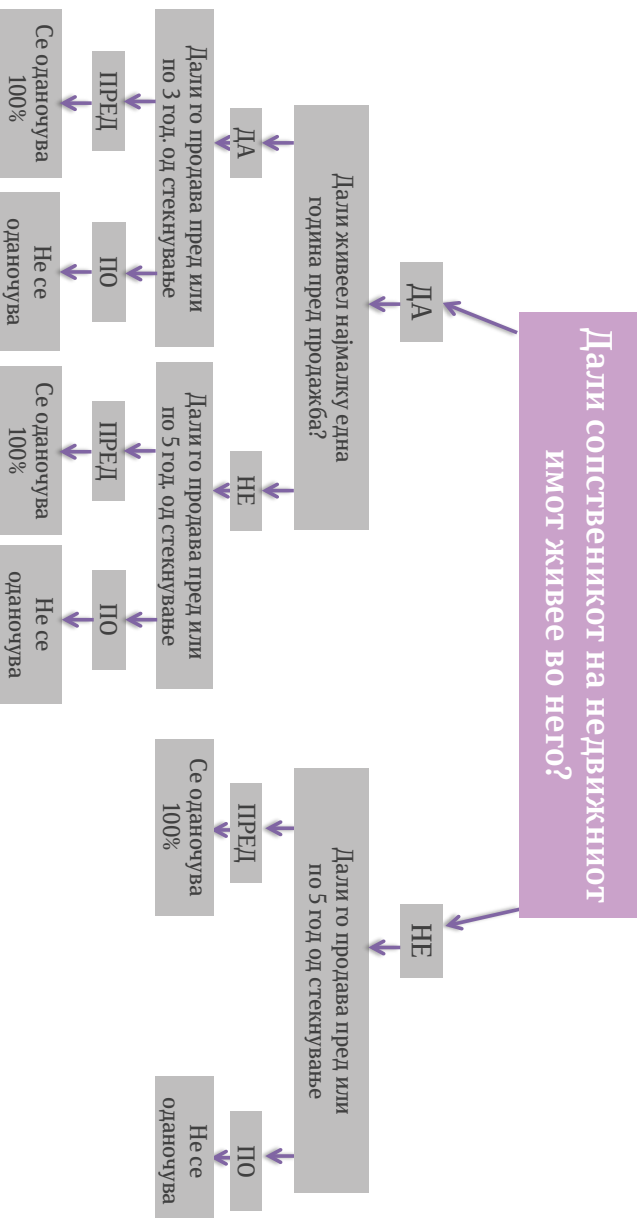 Дали сопственикот на недвижниот
имот живее во него?
ДА
НЕ
Дали живеел најмалку една
година пред продажба?
Дали го продава пред или
по 5 год од стекнување
ДА
НЕ
ПРЕД
ПО
Дали го продава пред или
по 3 год. од стекнување
Дали го продава пред или
по 5 год. од стекнување
Се оданочува
100%
Не се
оданочува
ПРЕД
ПО
ПРЕД
ПО
Се оданочува
100%
Не се
оданочува
Се оданочува
100%
Не се
оданочува